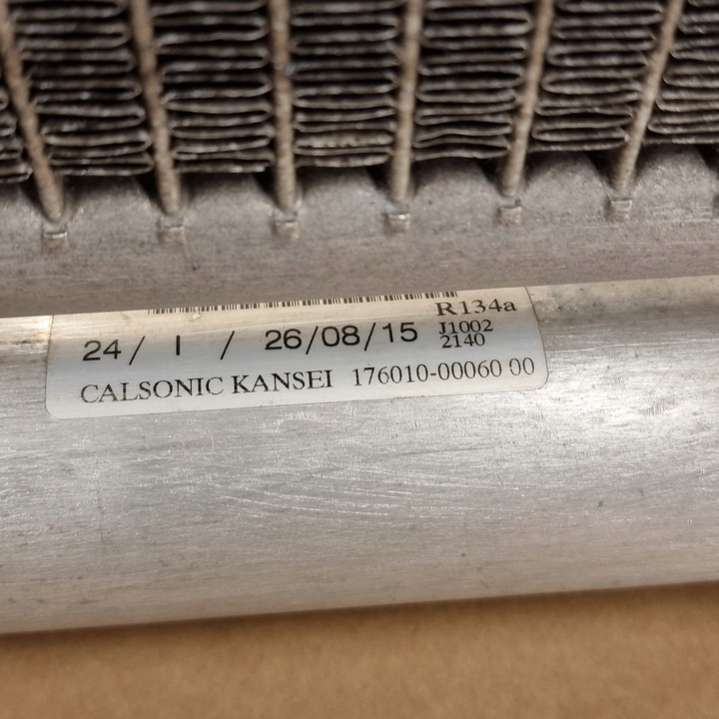 R134a
24 / I / 26/08/15 J1002
2140
CALSONIC KANSEI 176010-00060 00